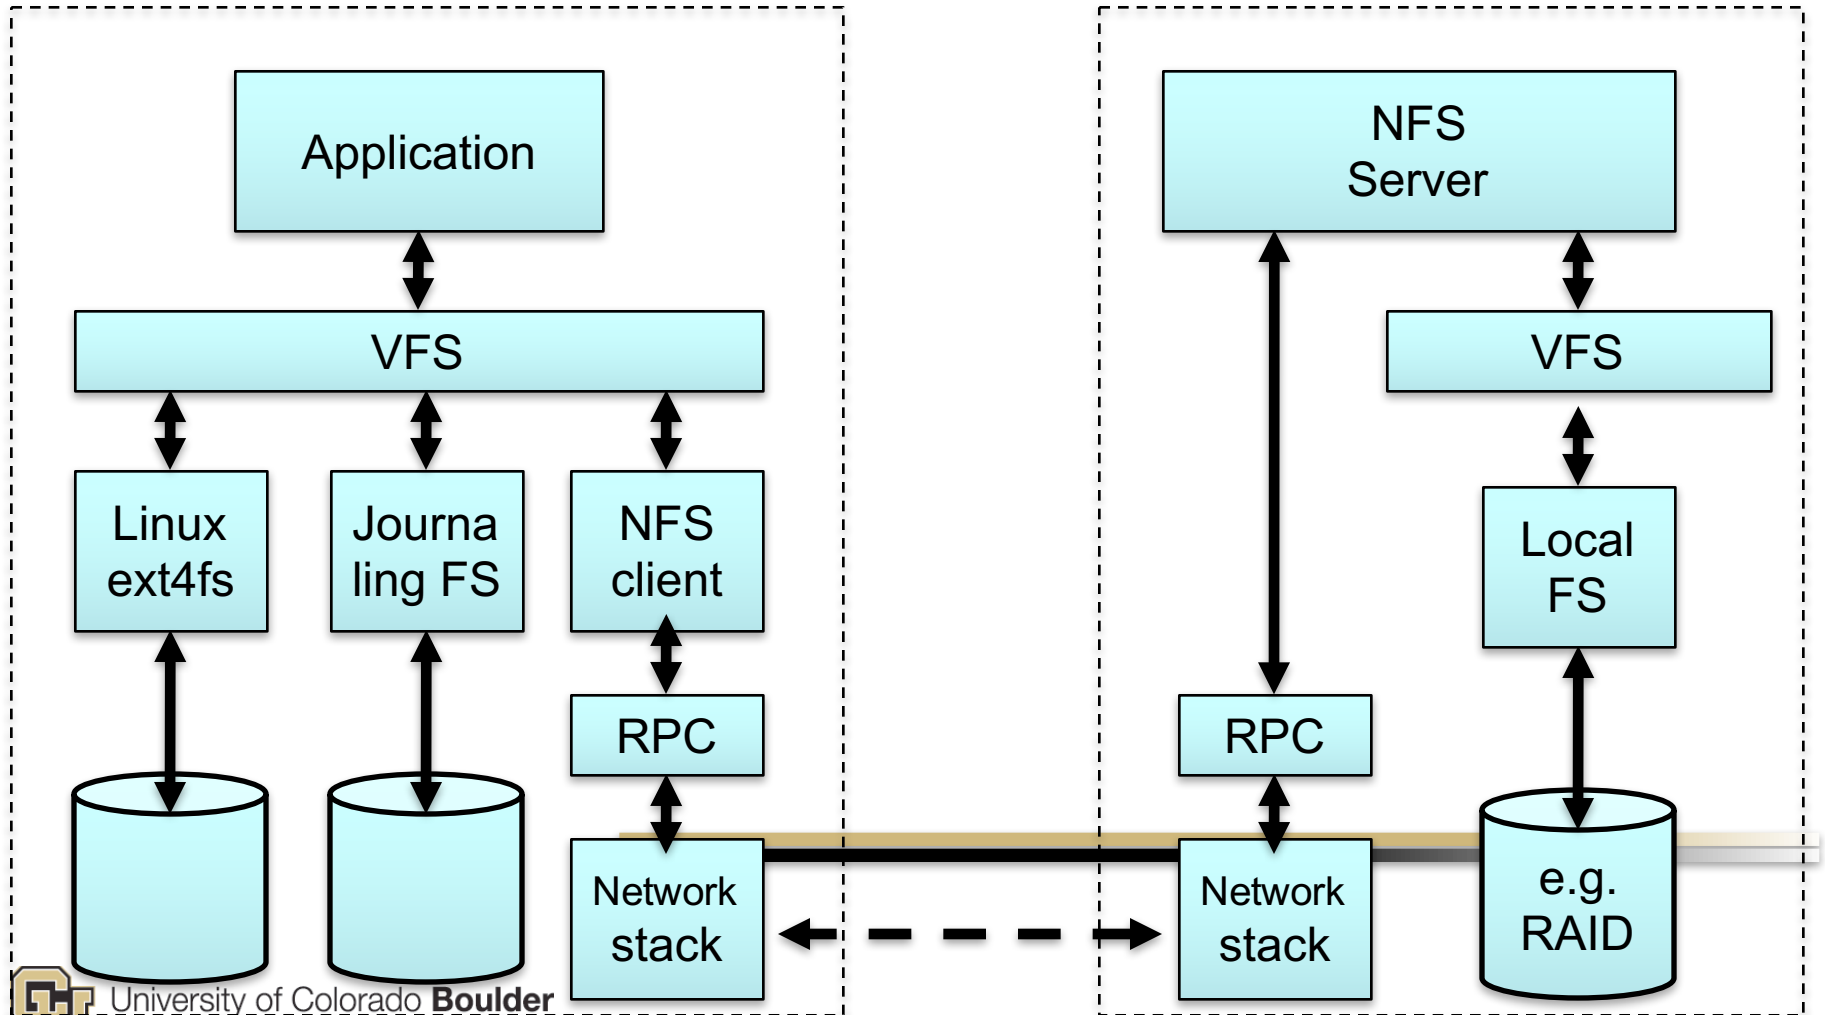 Application
VFS
Linux
ext4fs
Journa
ling FS
NFS
client
RPC
Network
stack
University of Colorado Boulder
NFS
Server
VFS
Local
FS
RPC
Network
stack
e.g.
RAID